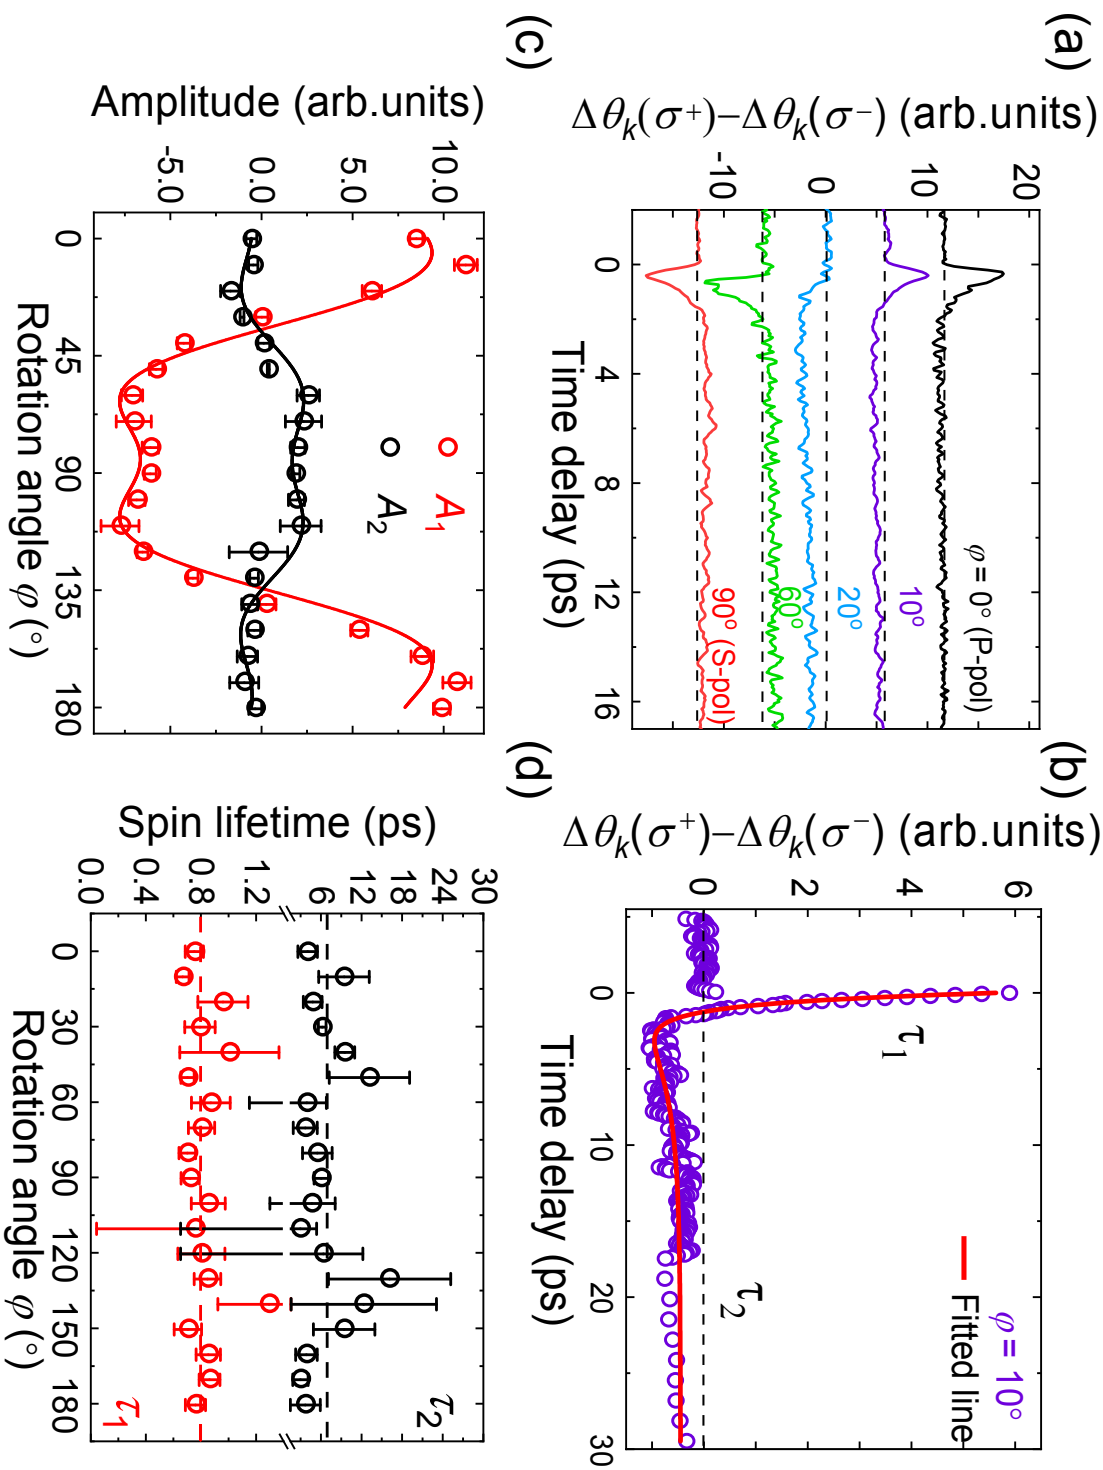 (a)
Δθk(σ+)−Δθk(σ−) (arb.units)
20
10
0
-10
0
4
8
12
16
Time delay (ps)
φ = 0° (P-pol)
10°
20°
60°
90° (S-pol)
(b)
Δθk(σ+)−Δθk(σ−) (arb.units)
6
4
2
0
0
10
20
30
Time delay (ps)
φ = 10°
Fitted line
τ1
τ2
(c)
Amplitude (arb.units)
10.0
5.0
0.0
-5.0
0
45
90
135
180
Rotation angle φ (°)
A1
A2
(d)
Spin lifetime (ps)
30
24
18
12
6
1.2
0.8
0.4
0.0
0
30
60
90
120
150
180
Rotation angle φ (°)
τ2
τ1